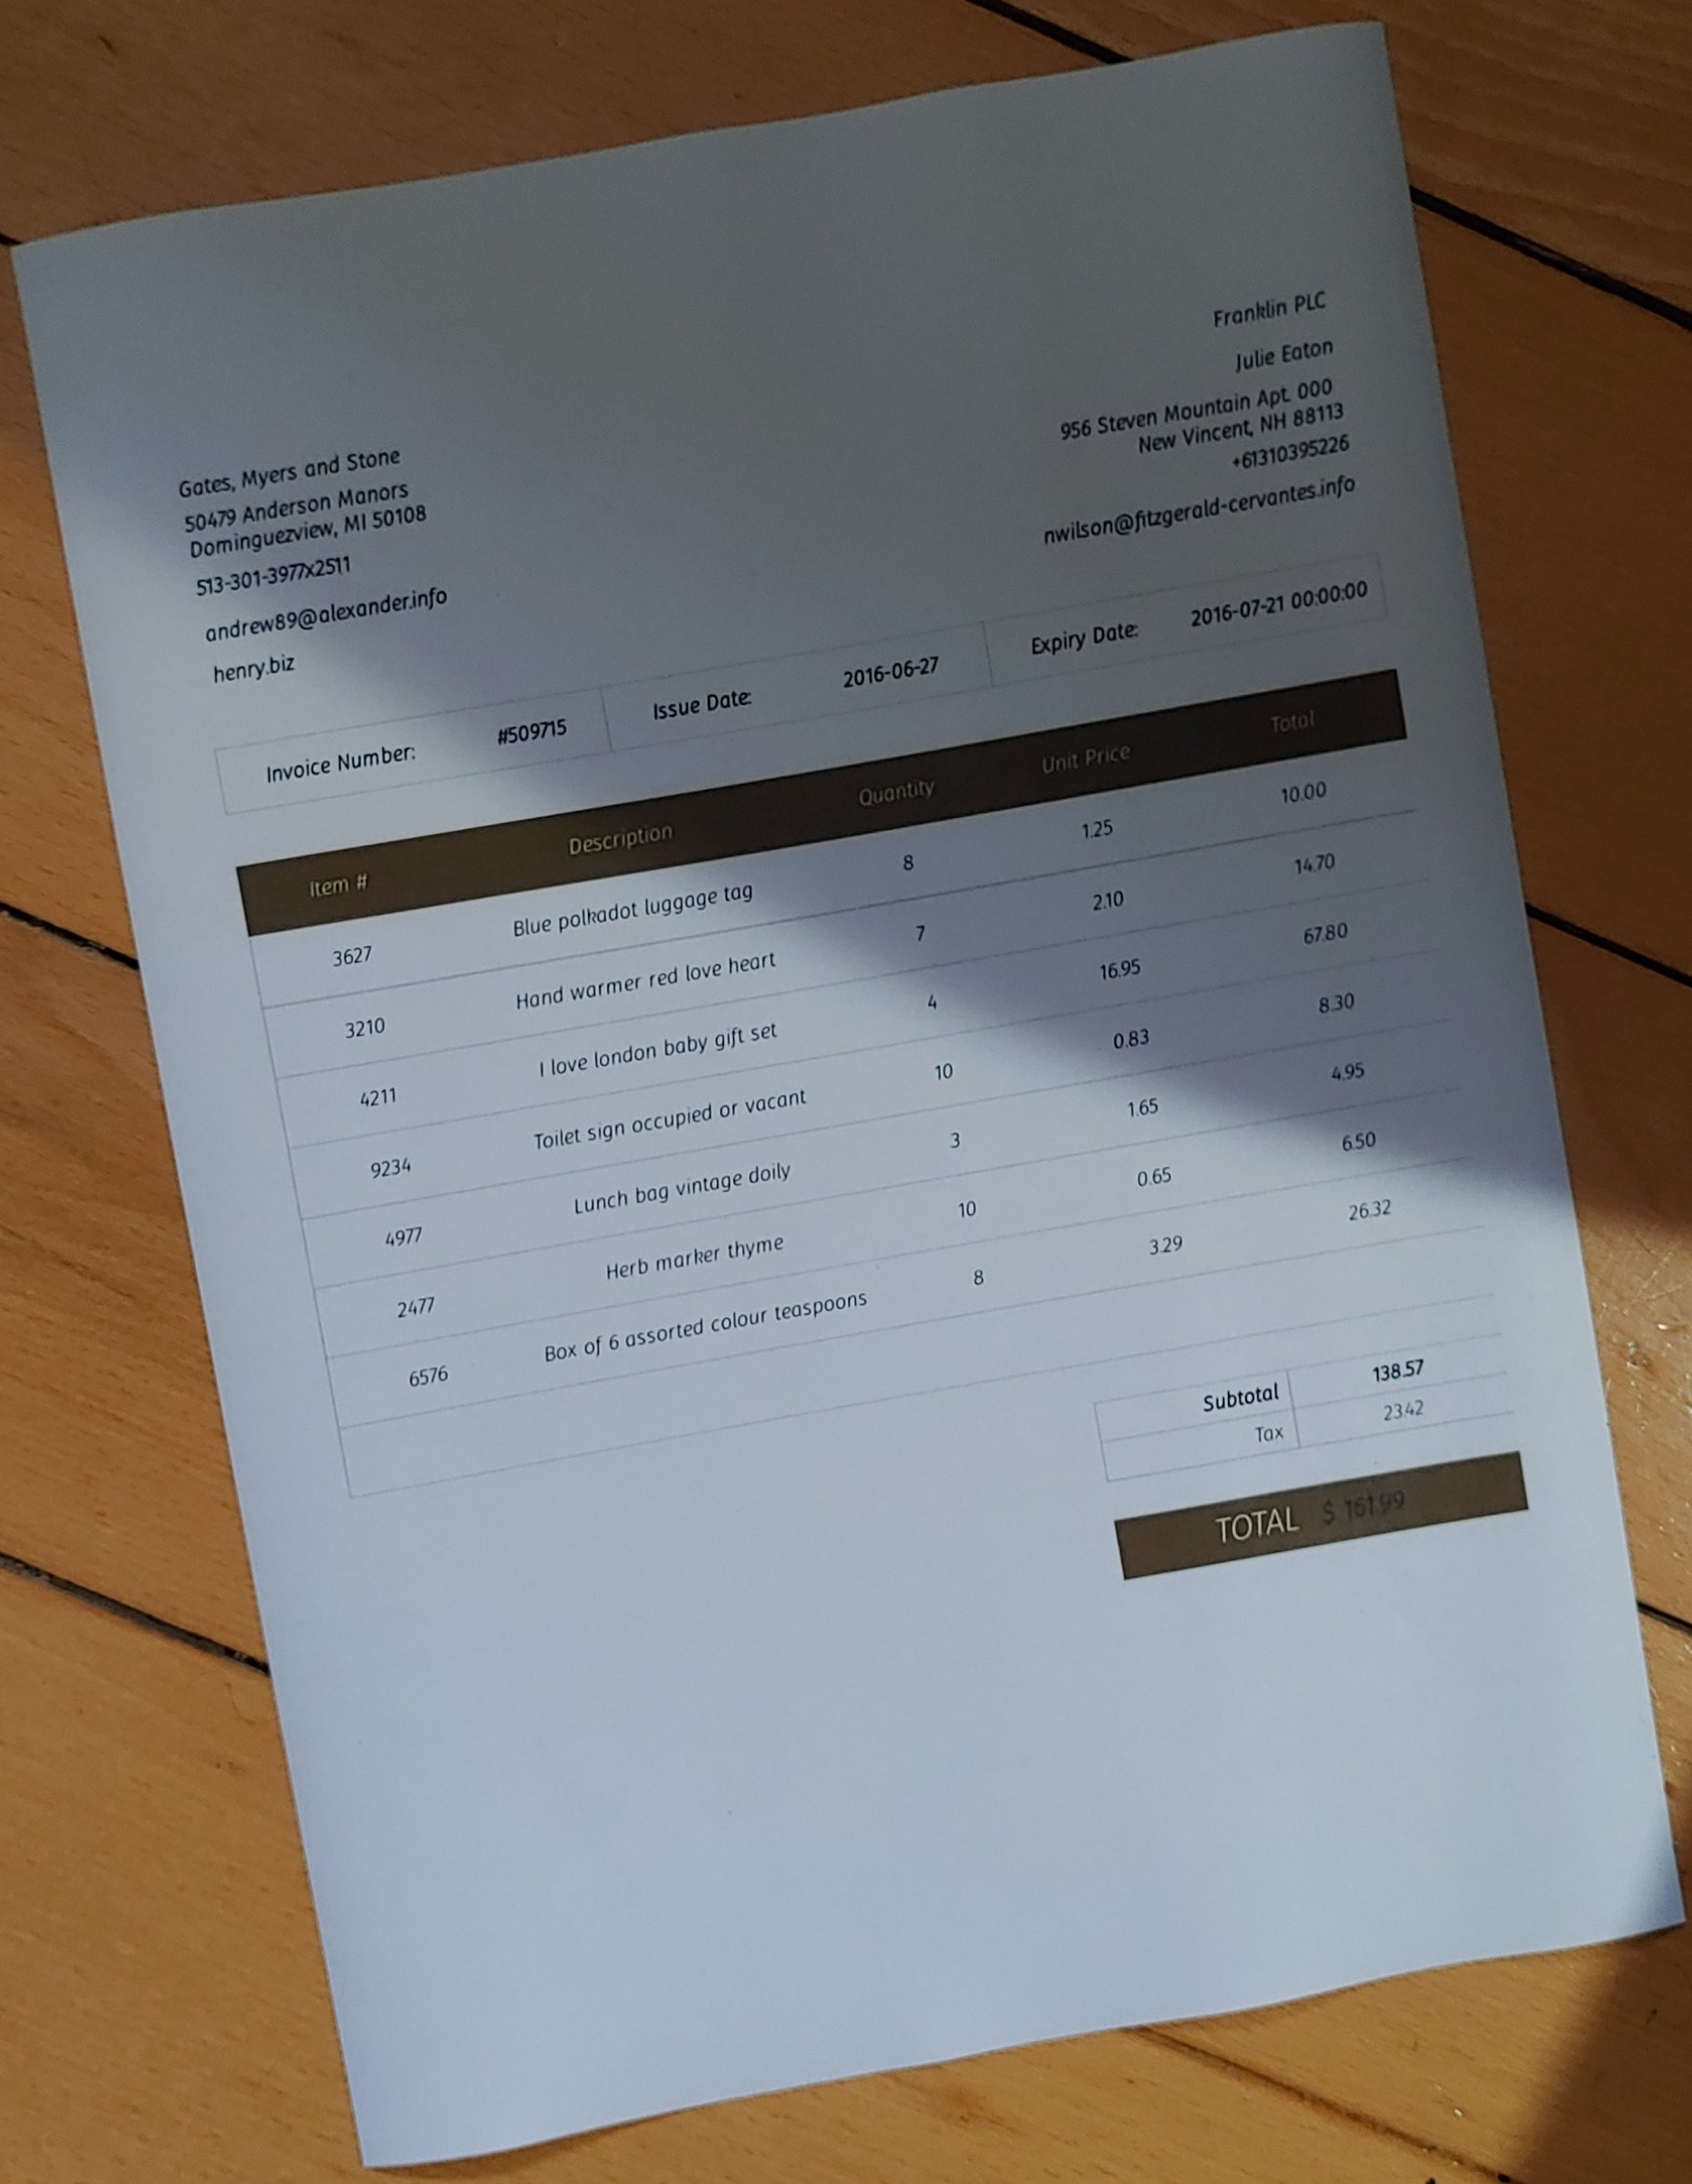 Franklin PLC
Julie Eaton
956 Steven Mountain Apt. 000
New Vincent, NH 88113
+61310395226
nwilson@fitzgerald-cervantes.info
Gates, Myers and Stone
50479 Anderson Manors
Dominguezview, MI 50108
513-301-3977x2511
andrew89@alexander.info
henry.biz
Invoice Number: #509715 Issue Date: 2016-06-27 Expiry Date: 2016-07-21 00:00:00
Item # Description Quantity Unit Price Total
3627 Blue polkadot luggage tag 8 1.25 10.00
3210 Hand warmer red love heart 7 2.10 14.70
4211 I love london baby gift set 4 16.95 67.80
9234 Toilet sign occupied or vacant 10 0.83 8.30
4977 Lunch bag vintage doily 3 1.65 4.95
2477 Herb marker thyme 10 0.65 6.50
6576 Box of 6 assorted colour teaspoons 8 3.29 26.32
Subtotal 138.57
Tax 23.42
TOTAL $ 161.99